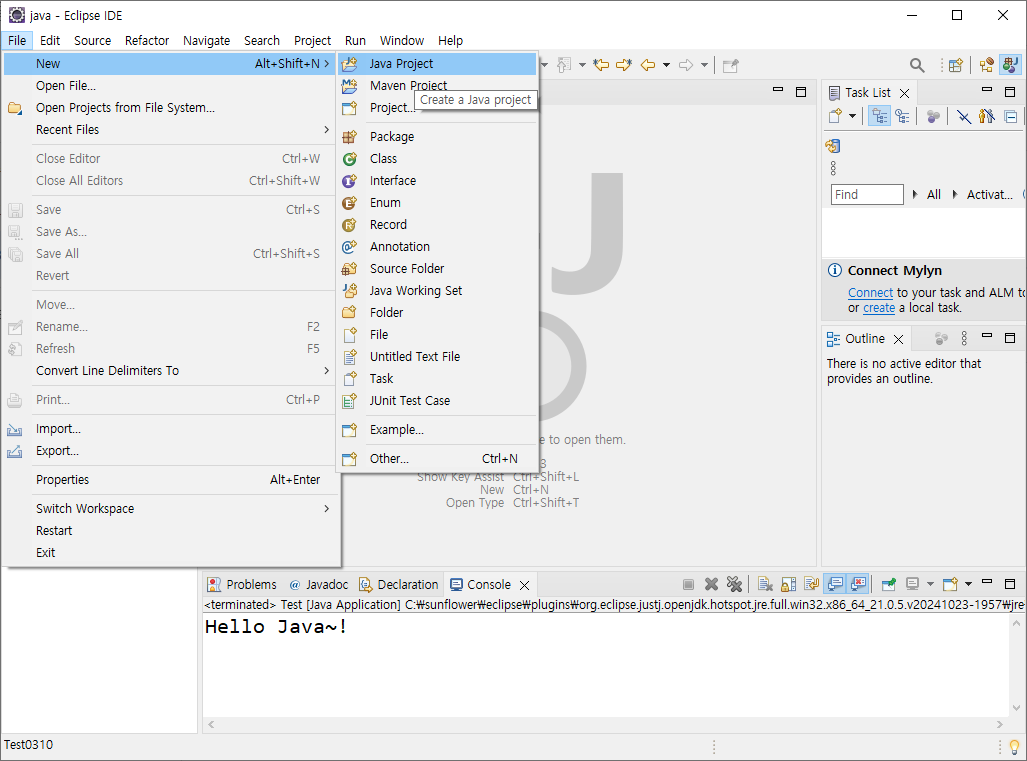 java - Eclipse IDE
File Edit Source Refactor Navigate Search Project Run Window Help
New Alt+Shift+N
Open File...
Open Projects from File System...
Recent Files
Close Editor Ctrl+W
Close All Editors Ctrl+Shift+W
Save Ctrl+S
Save As...
Save All Ctrl+Shift+S
Revert
Move...
Rename... F2
Refresh F5
Convert Line Delimiters To
Print... Ctrl+P
Import...
Export...
Properties Alt+Enter
Switch Workspace
Restart
Exit
Java Project
Maven Project
Create a Java project
Project...
Package
Class
Interface
Enum
Record
Annotation
Source Folder
Java Working Set
Folder
File
Untitled Text File
Task
JUnit Test Case
Example...
Other... Ctrl+N
to open them.
Show Key Assist Ctrl+Shift+L
New Ctrl+N
Open Type Ctrl+Shift+T
Task List
Find All Activat...
Connect Mylyn
Connect to your task and ALM
or create a local task.
Outline
There is no active editor that
provides an outline.
Problems @ Javadoc Declaration Console
<terminated> Test [Java Application] C:₩sunflower₩eclipse₩plugins₩org.eclipse.justj.openjdk.hotspot.jre.full.win32.x86_64_21.0.5.v20241023-1957₩jre
Hello Java~!
Test0310